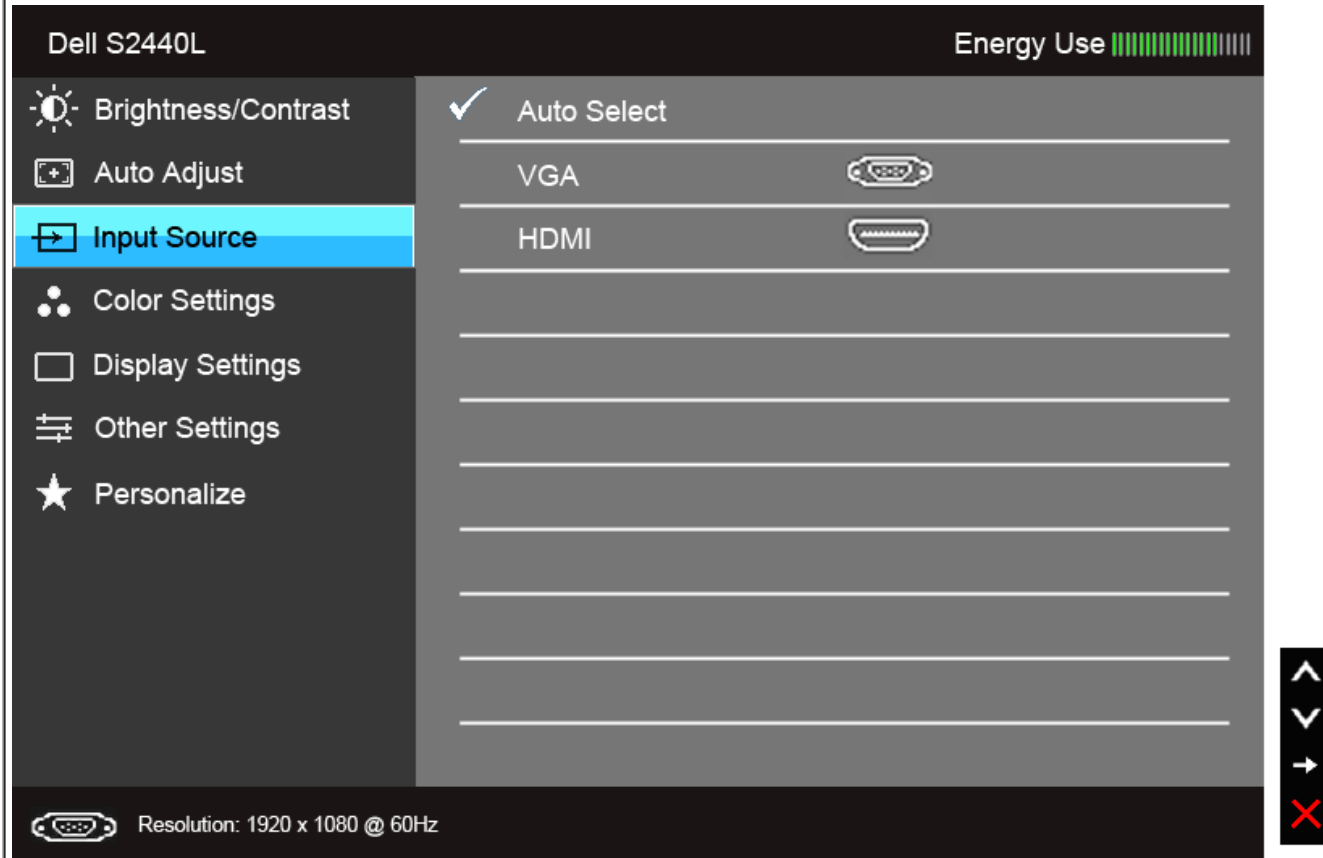 Dell S2440L
Energy Use
Brightness/Contrast
Auto Adjust
Input Source
Color Settings
Display Settings
Other Settings
Personalize
Auto Select
VGA
HDMI
Resolution: 1920 x 1080 @ 60Hz